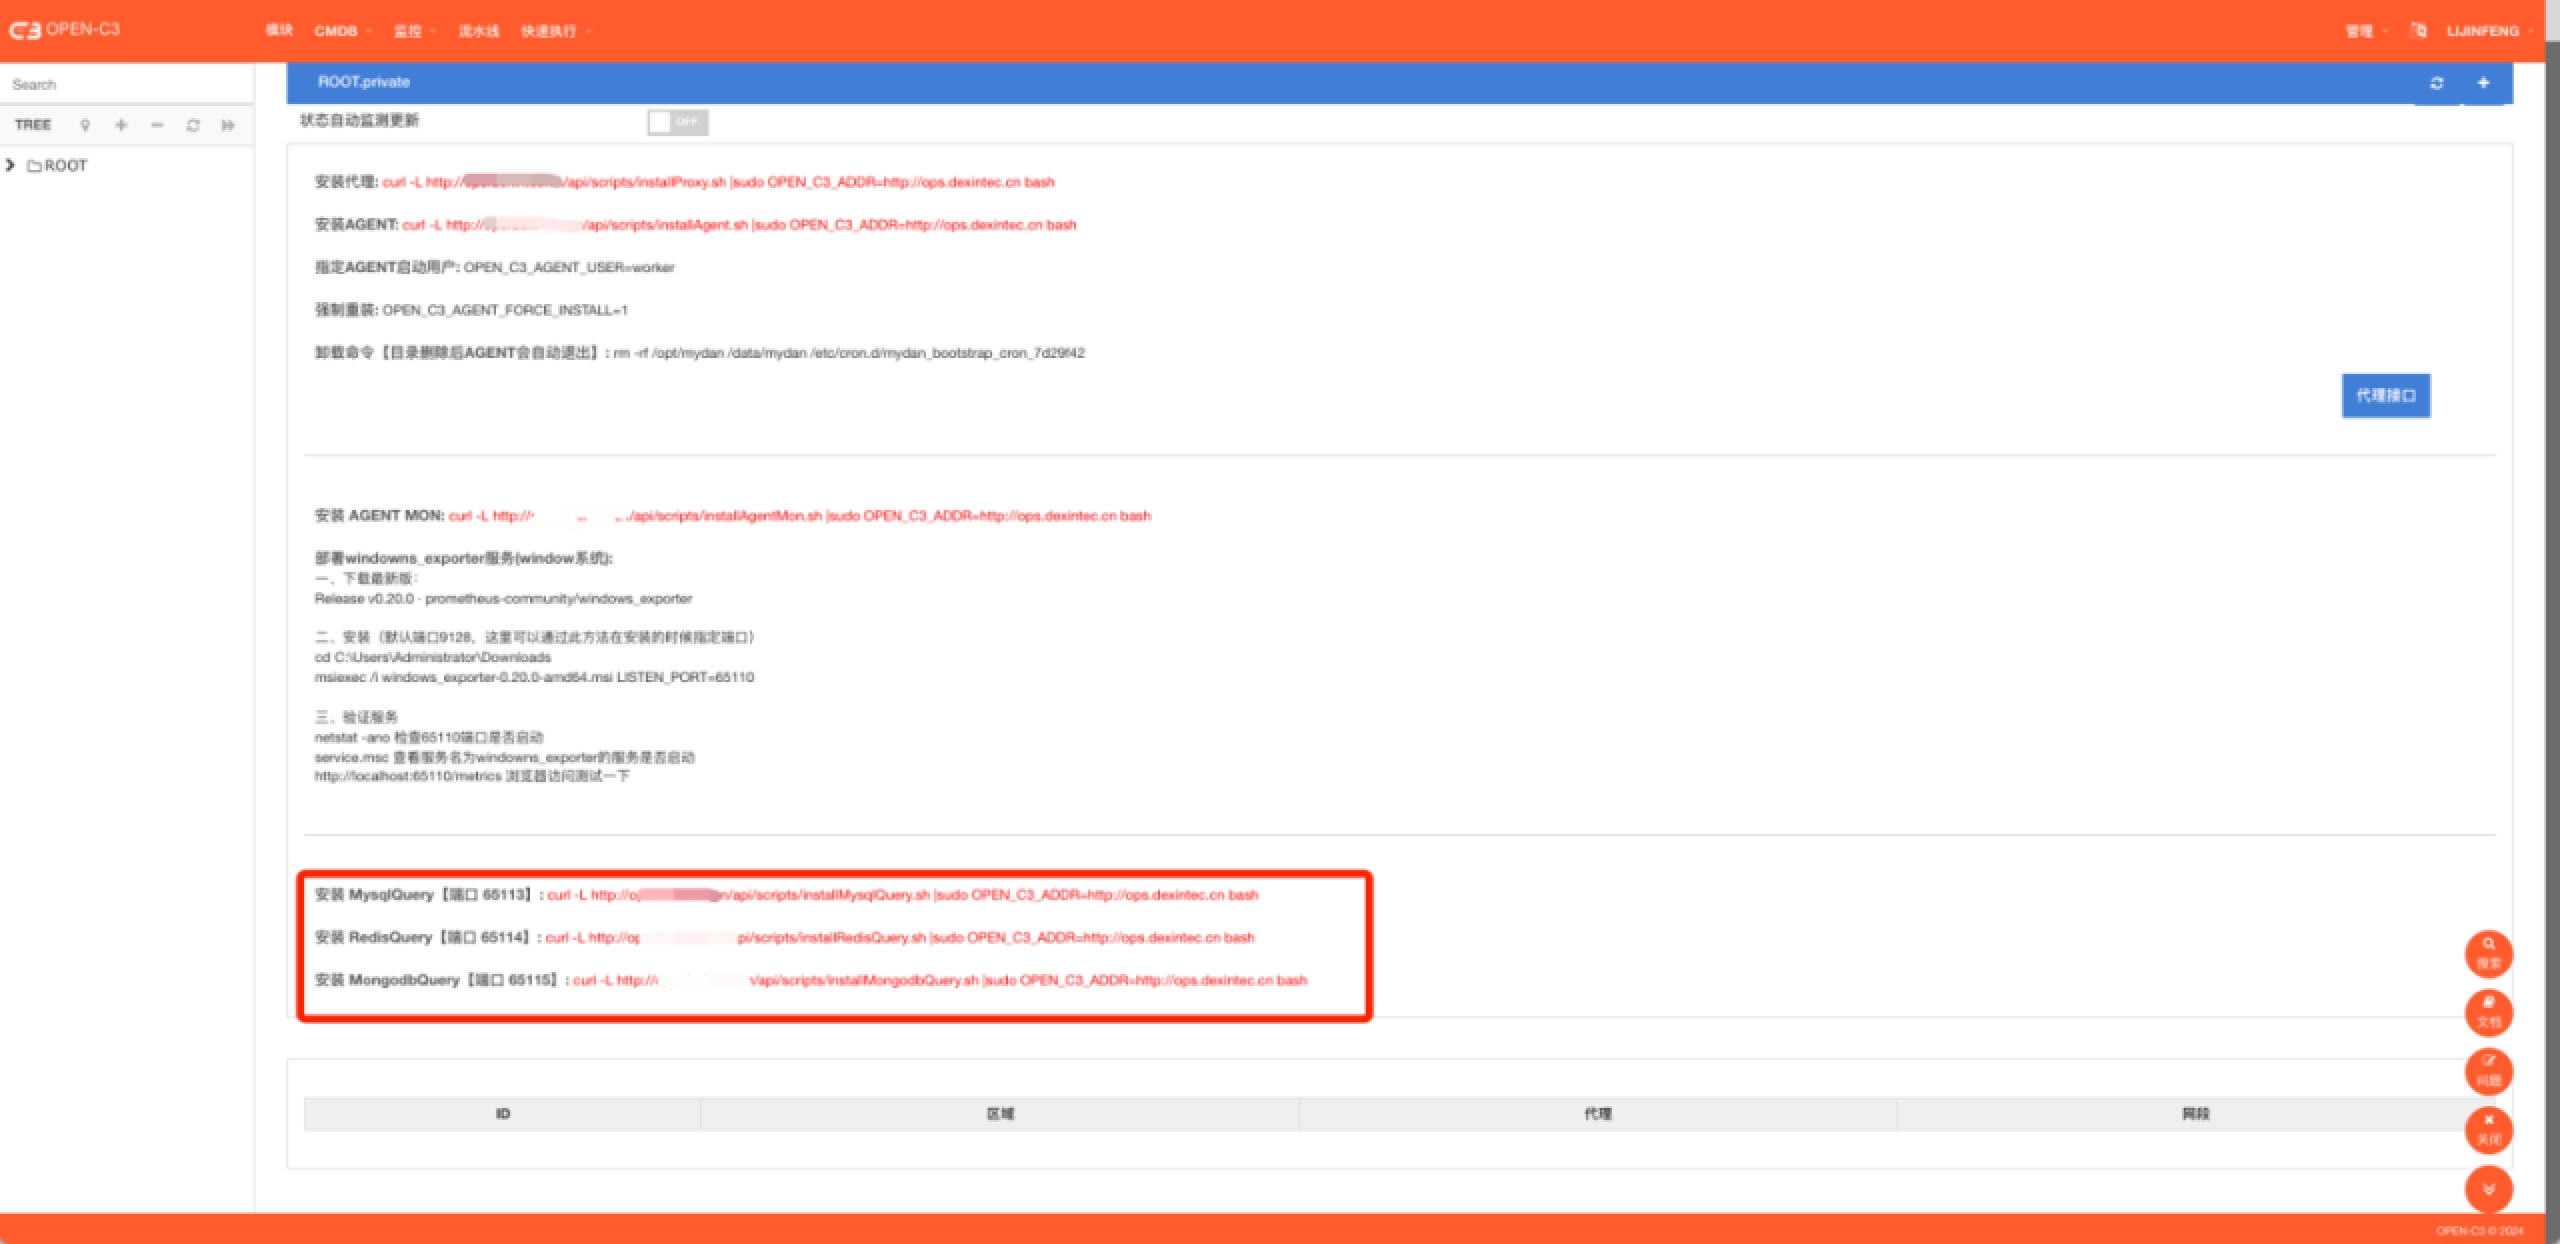 OPEN-C3
模块 CMDB 监控 流水线 快速执行
管理 LIJINFENG
Search
ROOT.private
TREE
状态自动监测更新 OFF
ROOT
安装代理: curl -L http:// /api/scripts/installProxy.sh |sudo OPEN_C3_ADDR=http://ops.dexintec.cn bash
安装AGENT: curl -L http:// /api/scripts/installAgent.sh |sudo OPEN_C3_ADDR=http://ops.dexintec.cn bash
指定AGENT启动用户: OPEN_C3_AGENT_USER=worker
强制重装: OPEN_C3_AGENT_FORCE_INSTALL=1
卸载命令【目录删除后AGENT会自动退出】: rm -rf /opt/mydan /data/mydan /etc/cron.d/mydan_bootstrap_cron_7d29f42
代理接口
安装 AGENT MON: curl -L http:// /api/scripts/installAgentMon.sh |sudo OPEN_C3_ADDR=http://ops.dexintec.cn bash
部署windowns_exporter服务(window系统):
一、下载最新版:
Release v0.20.0 - prometheus-community/windows_exporter
二、安装（默认端口9128，这里可以通过此方法在安装的时候指定端口）
cd C:\Users\Administrator\Downloads
msiexec /i windows_exporter-0.20.0-amd64.msi LISTEN_PORT=65110
三、验证服务
netstat -ano 检查65110端口是否启动
service.msc 查看服务名为windowns_exporter的服务是否启动
http://localhost:65110/metrics 浏览器访问测试一下
安装 MysqlQuery【端口 65113】: curl -L http:// /api/scripts/installMysqlQuery.sh |sudo OPEN_C3_ADDR=http://ops.dexintec.cn bash
安装 RedisQuery【端口 65114】: curl -L http:// pi/scripts/installRedisQuery.sh |sudo OPEN_C3_ADDR=http://ops.dexintec.cn bash
安装 MongodbQuery【端口 65115】: curl -L http:// /api/scripts/installMongodbQuery.sh |sudo OPEN_C3_ADDR=http://ops.dexintec.cn bash
搜索
文档
问题
关闭
ID 区域 代理 网段
OPEN-C3 © 2024